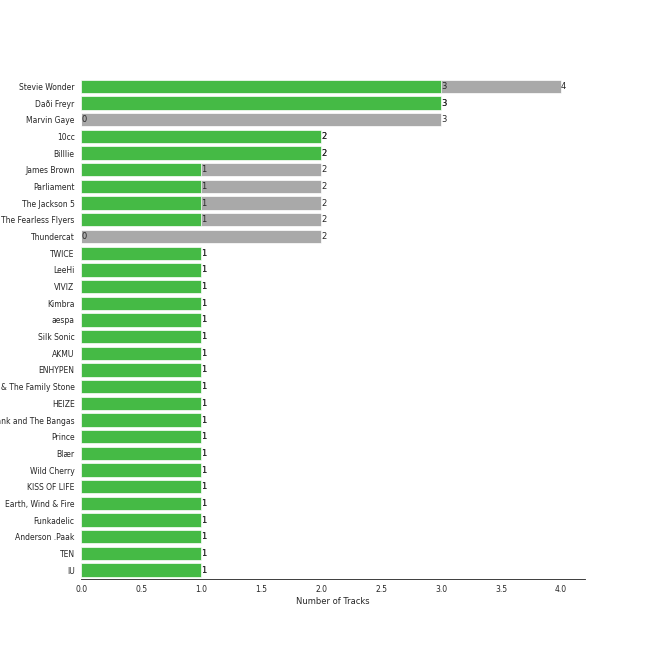 Stevie Wonder 3 4
Daði Freyr 3
Marvin Gaye 0 3
10cc 2
Billlie 2
James Brown 1 2
Parliament 1 2
The Jackson 5 1 2
The Fearless Flyers 1 2
Thundercat 0 2
TWICE 1
LeeHi 1
VIVIZ 1
Kimbra 1
aespa 1
Silk Sonic 1
AKMU 1
ENHYPEN 1
& The Family Stone 1
HEIZE 1
nk and The Bangas 1
Prince 1
Blær 1
Wild Cherry 1
KISS OF LIFE 1
Earth, Wind & Fire 1
Funkadelic 1
Anderson .Paak 1
TEN 1
IU 1
0.0 0.5 1.0 1.5 2.0 2.5 3.0 3.5 4.0
Number of Tracks